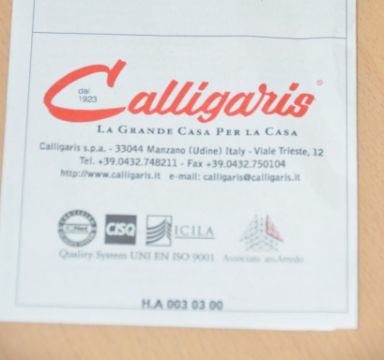 dal
1923
Calligaris®
LA GRANDE CASA PER LA CASA
Calligaris s.p.a. - 33044 Manzano (Udine) Italy - Viale Trieste, 12
Tel. +39.0432.748211 - Fax +39.0432.750104
http://www.calligaris.it e-mail: calligaris@calligaris.it
CISQ
ICILA
Quality System UNI EN ISO 9001 Associato assArredo
H.A 003 03 00